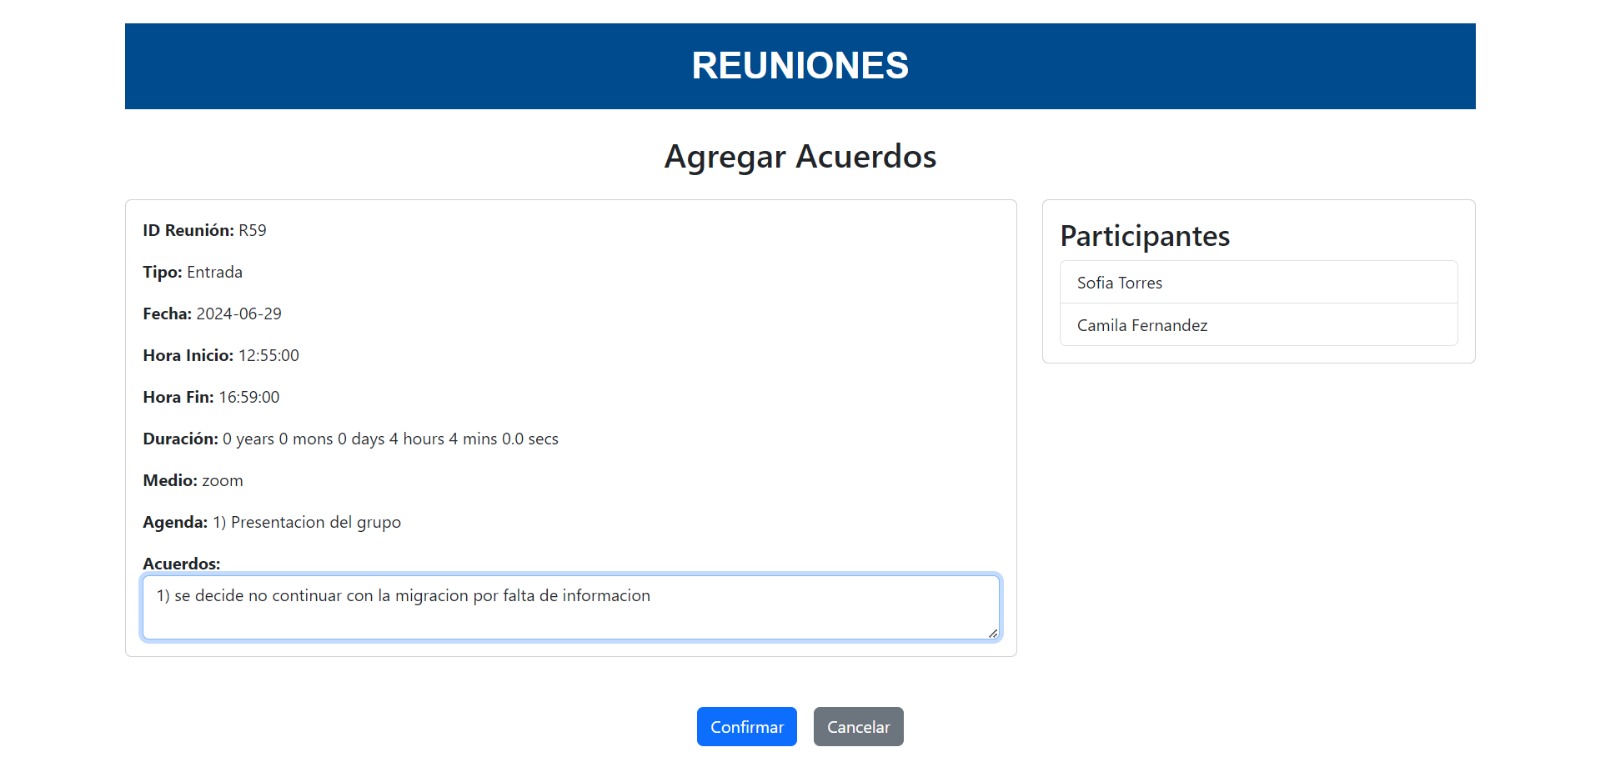 REUNIONES
Agregar Acuerdos
ID Reunión: R59
Tipo: Entrada
Fecha: 2024-06-29
Hora Inicio: 12:55:00
Hora Fin: 16:59:00
Duración: 0 years 0 mons 0 days 4 hours 4 mins 0.0 secs
Medio: zoom
Agenda: 1) Presentacion del grupo
Acuerdos:
1) se decide no continuar con la migracion por falta de informacion
Participantes
Sofia Torres
Camila Fernandez
Confirmar
Cancelar